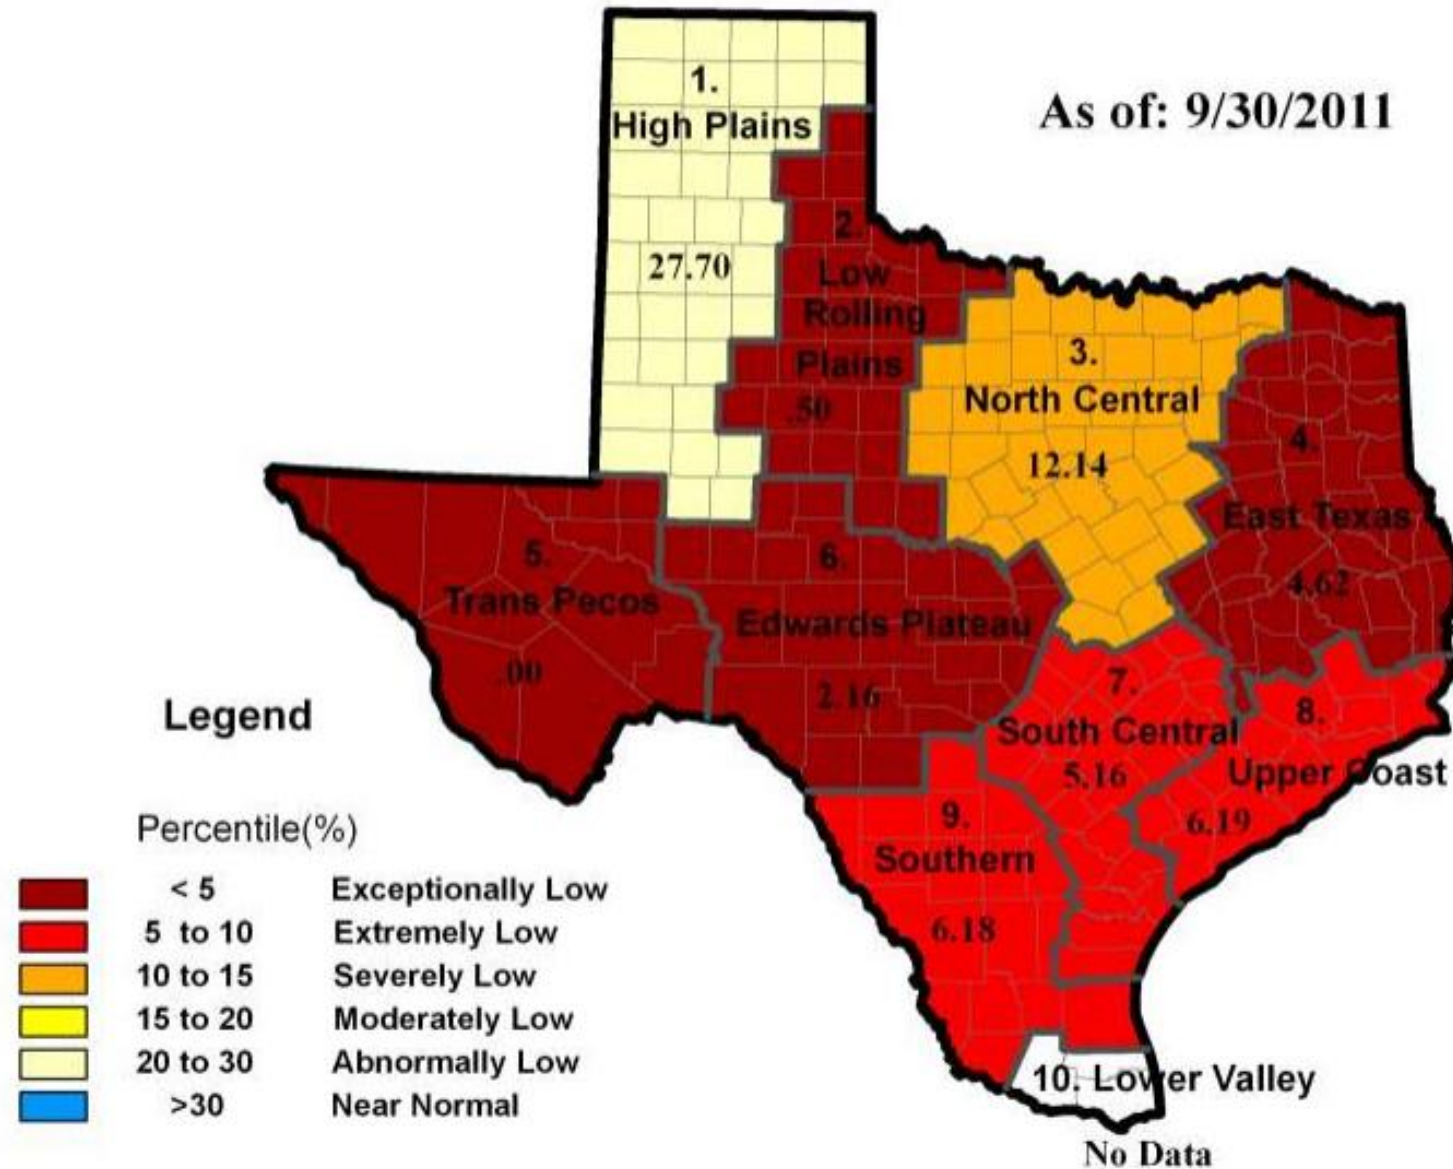 As of: 9/30/2011
1.
High Plains
27.70
2.
Low
Rolling
Plains
.50
3.
North Central
12.14
4.
East Texas
4.62
5.
Trans Pecos
.00
6.
Edwards Plateau
2.16
7.
South Central
5.16
8.
Upper Coast
6.19
9.
Southern
6.18
10. Lower Valley
No Data
Legend
Percentile(%)
< 5 Exceptionally Low
5 to 10 Extremely Low
10 to 15 Severely Low
15 to 20 Moderately Low
20 to 30 Abnormally Low
>30 Near Normal